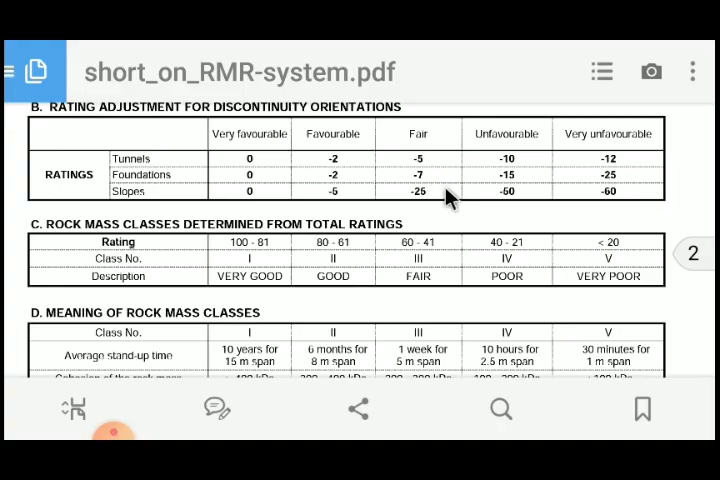 short_on_RMR-system.pdf
B. RATING ADJUSTMENT FOR DISCONTINUITY ORIENTATIONS
Very favourable Favourable Fair Unfavourable Very unfavourable
RATINGS
Tunnels 0 -2 -5 -10 -12
Foundations 0 -2 -7 -15 -25
Slopes 0 -5 -25 -50 -60
C. ROCK MASS CLASSES DETERMINED FROM TOTAL RATINGS
Rating 100 - 81 80 - 61 60 - 41 40 - 21 < 20
Class No. I II III IV V
Description VERY GOOD GOOD FAIR POOR VERY POOR
2
D. MEANING OF ROCK MASS CLASSES
Class No. I II III IV V
Average stand-up time 10 years for 15 m span 6 months for 8 m span 1 week for 5 m span 10 hours for 2.5 m span 30 minutes for 1 m span